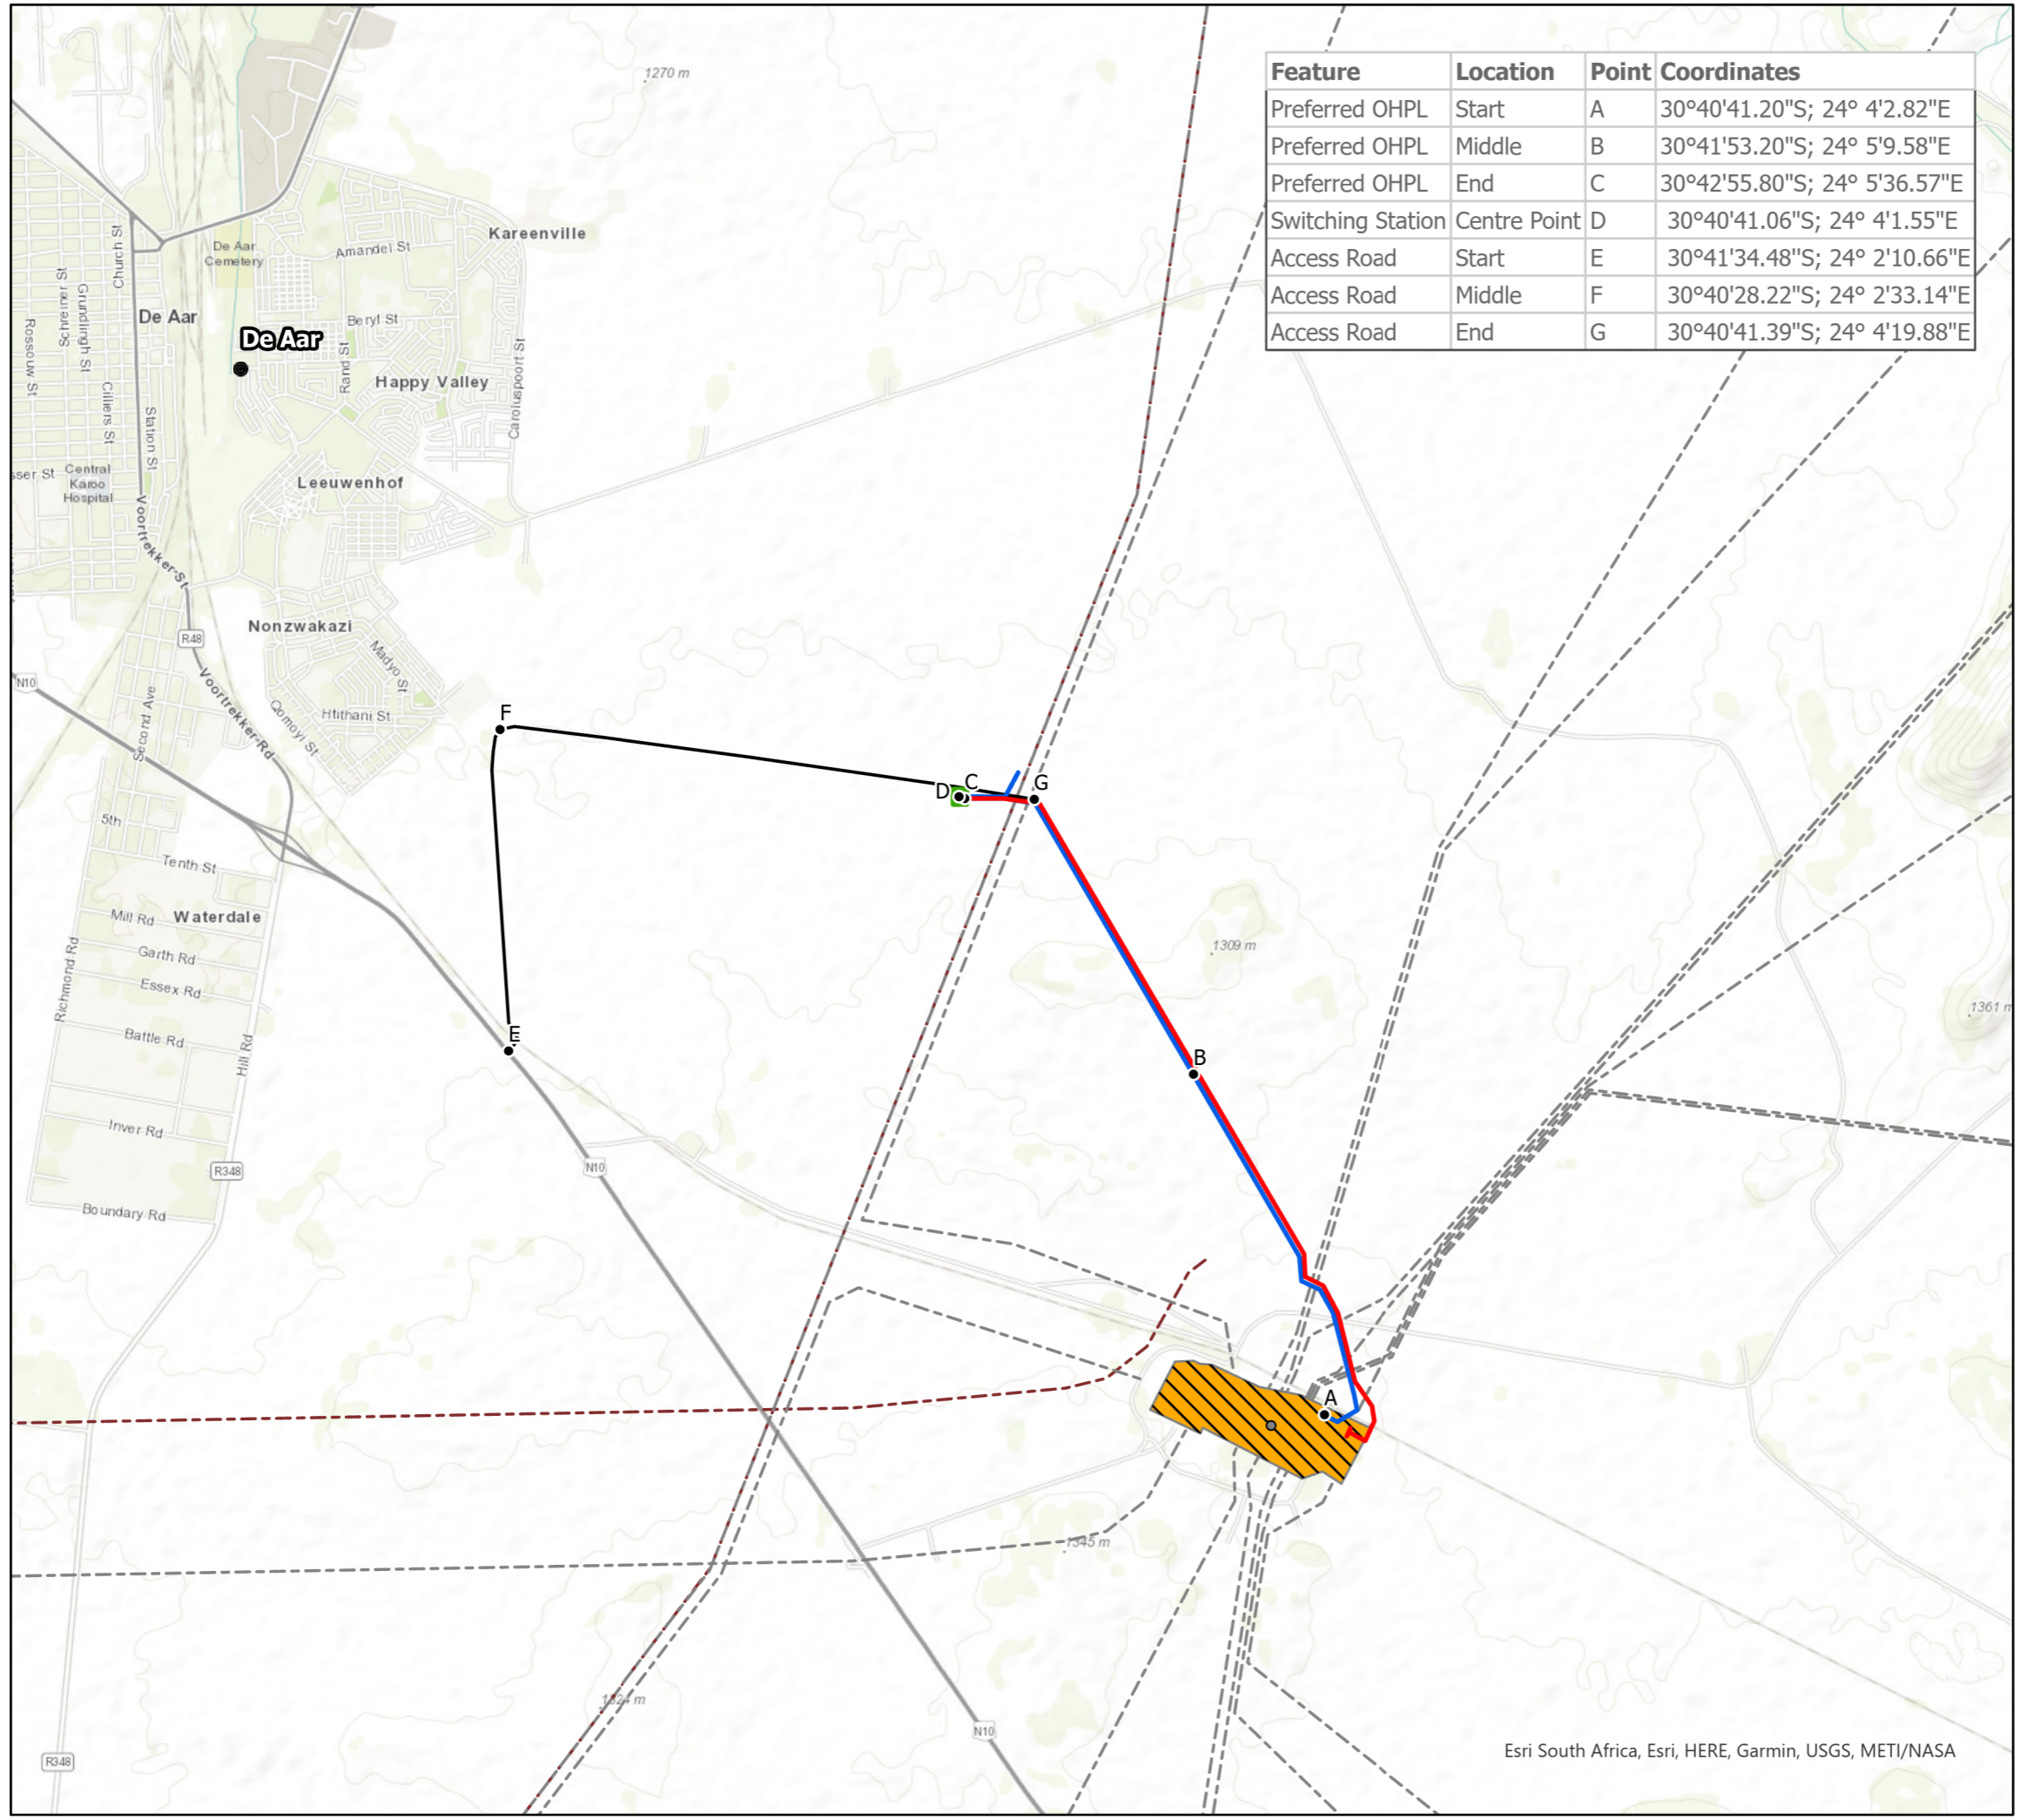 Feature Location Point Coordinates
Preferred OHPL Start A 30°40'41.20"S; 24° 4'2.82"E
Preferred OHPL Middle B 30°41'53.20"S; 24° 5'9.58"E
Preferred OHPL End C 30°42'55.80"S; 24° 5'36.57"E
Switching Station Centre Point D 30°40'41.06"S; 24° 4'1.55"E
Access Road Start E 30°41'34.48"S; 24° 2'10.66"E
Access Road Middle F 30°40'28.22"S; 24° 2'33.14"E
Access Road End G 30°40'41.39"S; 24° 4'19.88"E
1270 m
Kareenville
De Aar
Cemetery
Amandel St
Church St
Schreiner St
Grundlingh St
Rossouw St
Cilliers St
Station St
De Aar
De Aar
Beryl St
Rand St
Happy Valley
Caroluspoort St
sser St
Central
Karoo
Hospital
Leeuwenhof
Voortrekker-St
Nonzwakazi
R48
Madyo St
N10
Voortrekker-Rd
Second Ave
Qomoyi St
Htithani St
F
D
C
G
5th
Tenth St
Mill Rd
Waterdale
Garth Rd
Essex Rd
Richmond Rd
Battle Rd
Hill Rd
E
1309 m
1361 m
B
Inver Rd
R348
N10
Boundary Rd
A
1345 m
1324 m
N10
R348
Esri South Africa, Esri, HERE, Garmin, USGS, METI/NASA